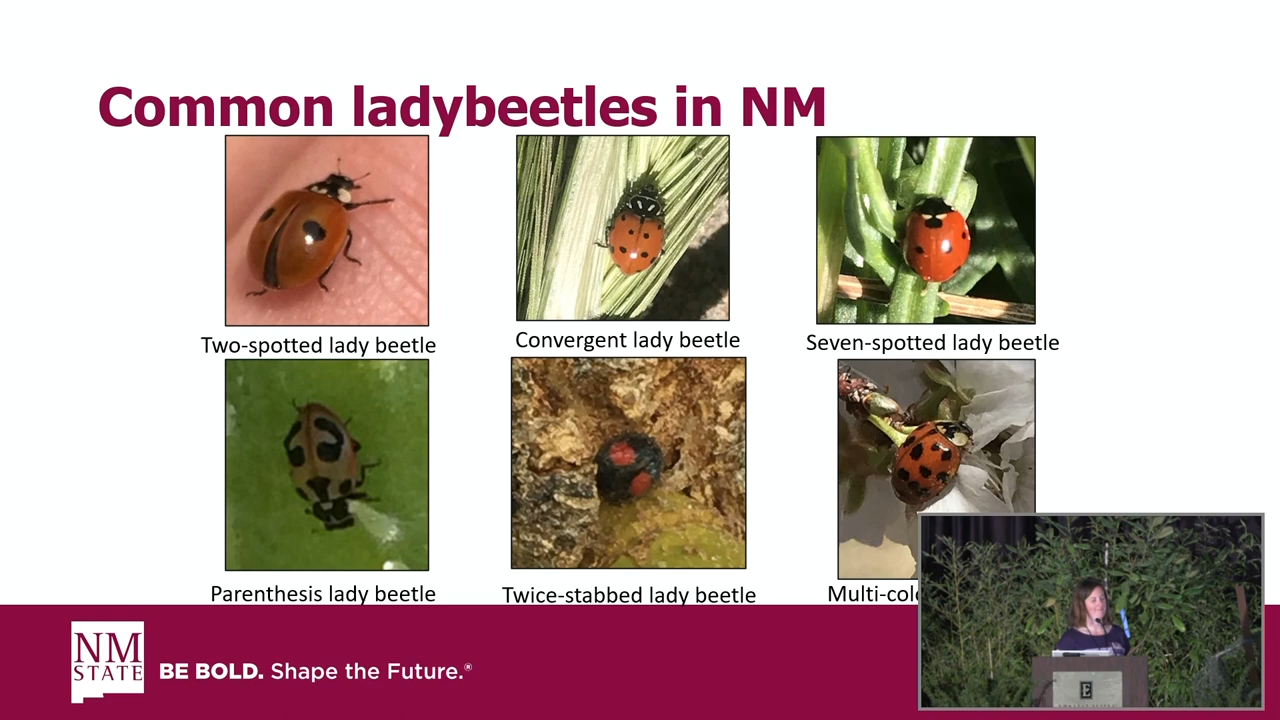 Common ladybeetles in NM
Two-spotted lady beetle
Convergent lady beetle
Seven-spotted lady beetle
Parenthesis lady beetle
Twice-stabbed lady beetle
NM
STATE
BE BOLD. Shape the Future.®
E